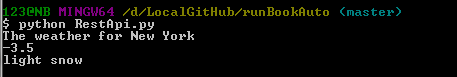 123@NB MINGW64 /d/LocalGitHub/runBookAuto (master)
$ python RestApi.py
The weather for New York
-3.5
light snow